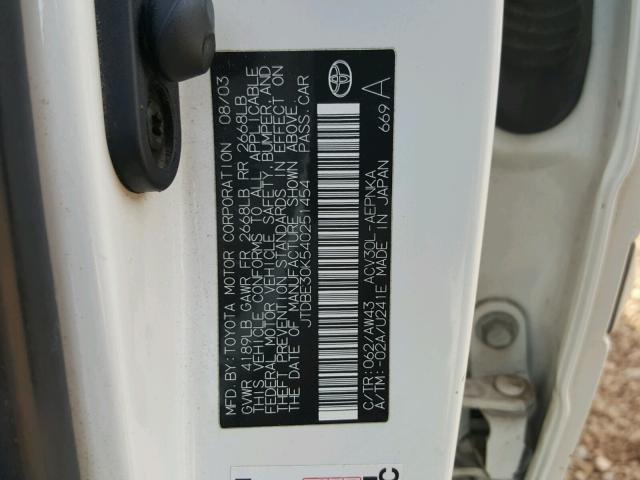 MFD. BY: TOYOTA MOTOR CORPORATION 08/03
GVWR 4189LB GAWR FR 2668LB RR 2668LB
THIS VEHICLE CONFORMS TO ALL APPLICABLE
FEDERAL MOTOR VEHICLE SAFETY, BUMPER, AND
THEFT PREVENTION STANDARDS IN EFFECT ON
THE DATE OF MANUFACTURE SHOWN ABOVE.
JTDBE30K540251454 PASS. CAR
C/TR: 062/AW43 ACV30L-AEPNKA
A/TM: -02A/U241E MADE IN JAPAN 669 A
C